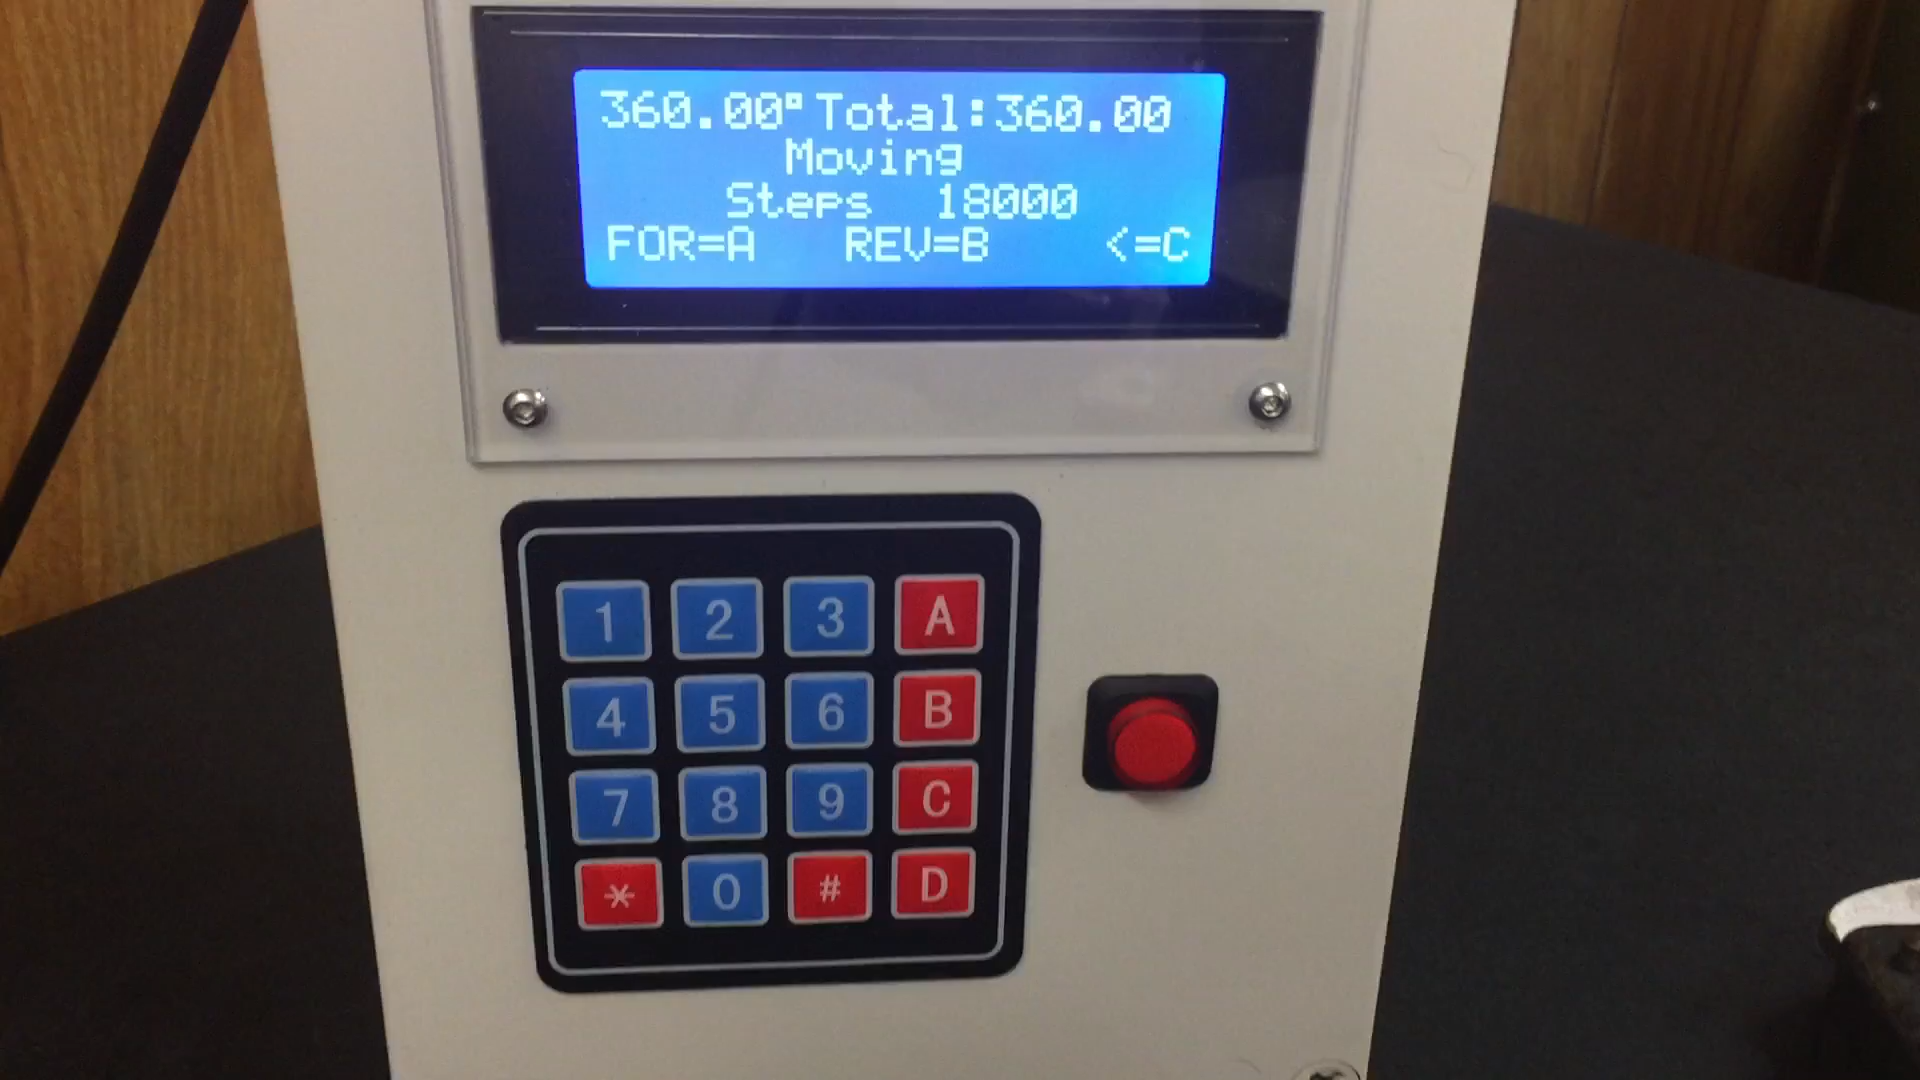 360.00° Total:360.00
Moving
Steps 18000
FOR=A REV=B <=C
1 2 3 A
4 5 6 B
7 8 9 C
* 0 # D